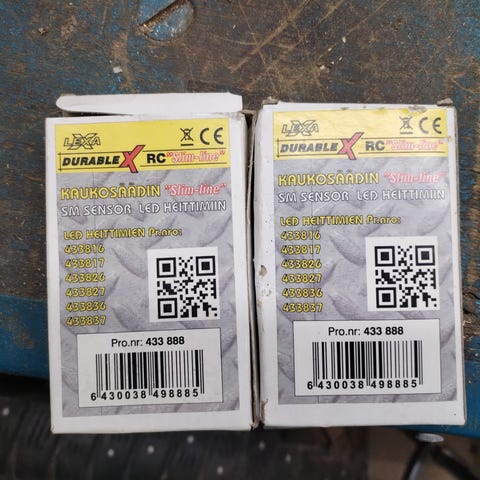 LEXA
CE
DURABLE X RC "Slim-line"
KAUKOSÄÄDIN "Slim-line"
SM SENSOR LED HEITTIMIIN
LED HEITTIMIEN Pr.nro:
433816
433817
433826
433827
433836
433837
Pro.nr: 433 888
6 430038 498885
LEXA
CE
DURABLE X RC "Slim-line"
KAUKOSÄÄDIN "Slim-line"
SM SENSOR LED HEITTIMIIN
LED HEITTIMIEN Pr.nro:
433816
433817
433826
433827
433836
433837
Pro.nr: 433 888
6 430038 498885